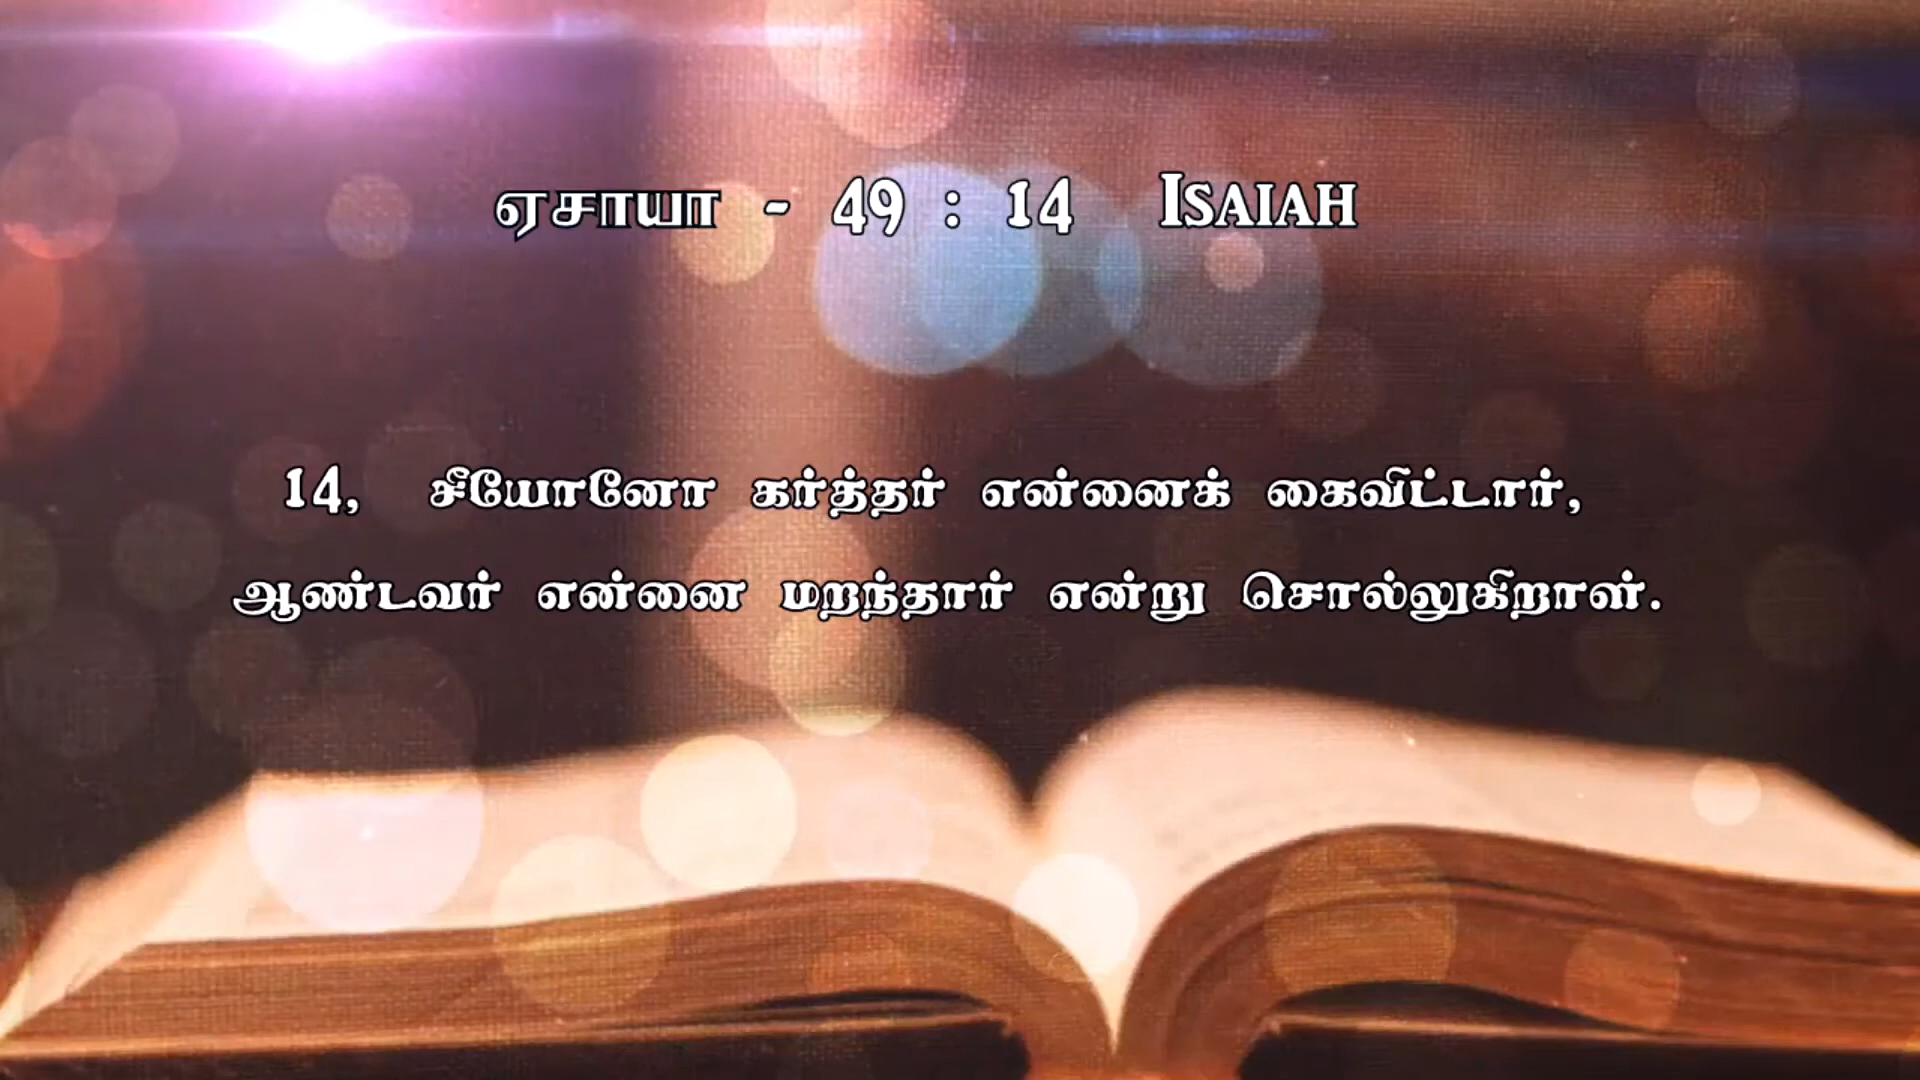 ஏசாயா - 49 : 14 ISAIAH
14, சீயோனோ கர்த்தர் என்னைக் கைவிட்டார்,
ஆண்டவர் என்னை மறந்தார் என்று சொல்லுகிறாள்.